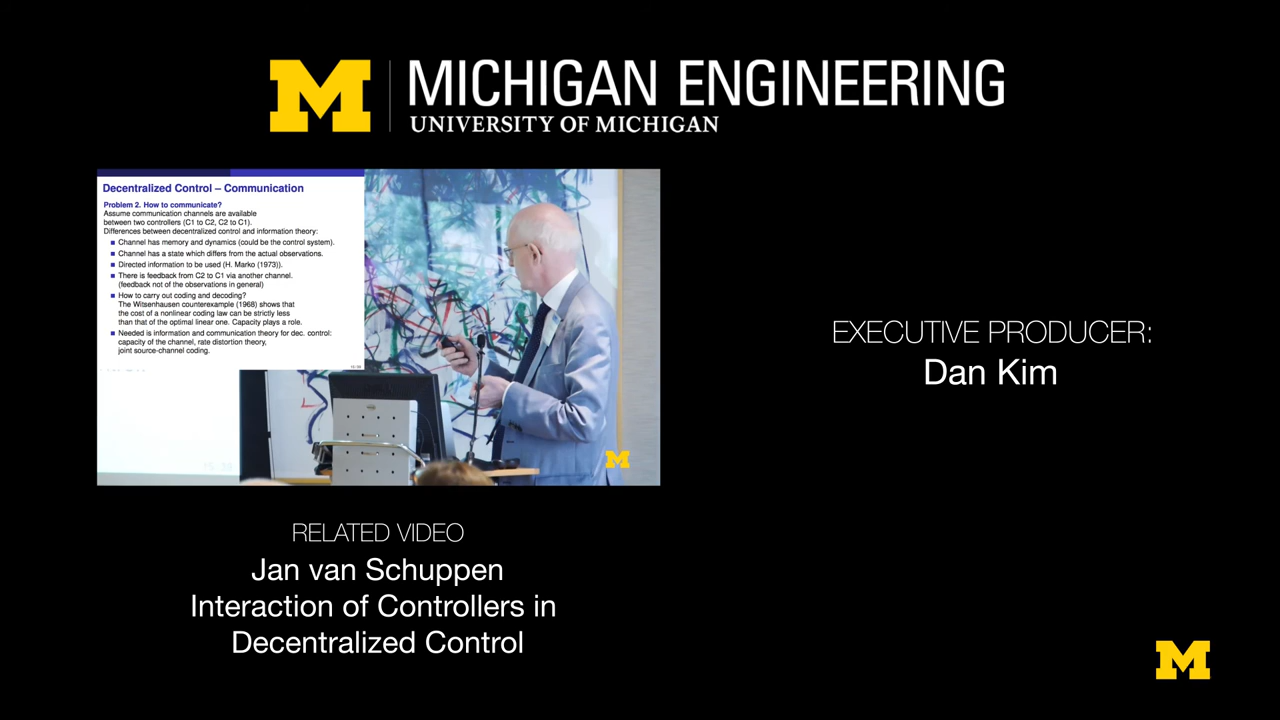 M
MICHIGAN ENGINEERING
UNIVERSITY OF MICHIGAN
Decentralized Control – Communication
Problem 2. How to communicate?
Assume communication channels are available
between two controllers (C1 to C2, C2 to C1).
Differences between decentralized control and information theory:
Channel has memory and dynamics (could be the control system).
Channel has a state which differs from the actual observations.
Directed information to be used (H. Marko (1973)).
There is feedback from C2 to C1 via another channel.
(feedback not of the observations in general)
How to carry out coding and decoding?
The Witsenhausen counterexample (1968) shows that
the cost of a nonlinear coding law can be strictly less
than that of the optimal linear one. Capacity plays a role.
Needed is information and communication theory for dec. control:
capacity of the channel, rate distortion theory,
joint source-channel coding.
M
RELATED VIDEO
Jan van Schuppen
Interaction of Controllers in
Decentralized Control
EXECUTIVE PRODUCER:
Dan Kim
M